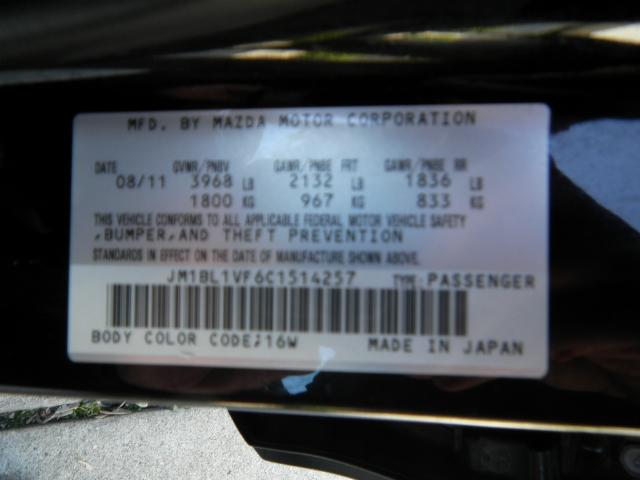 MFD. BY MAZDA MOTOR CORPORATION
DATE GVWR/PNBV GAWR/PNBE FRT GAWR/PNBE RR
08/11 3968 LB 2132 LB 1836 LB
1800 KG 967 KG 833 KG
THIS VEHICLE CONFORMS TO ALL APPLICABLE FEDERAL MOTOR VEHICLE SAFETY
,BUMPER,AND THEFT PREVENTION
STANDARDS IN EFFECT ON THE DATE OF MANUFACTURE SHOWN ABOVE.
JM1BL1VF6C1514257 TYPE:PASSENGER
BODY COLOR CODE:16W MADE IN JAPAN